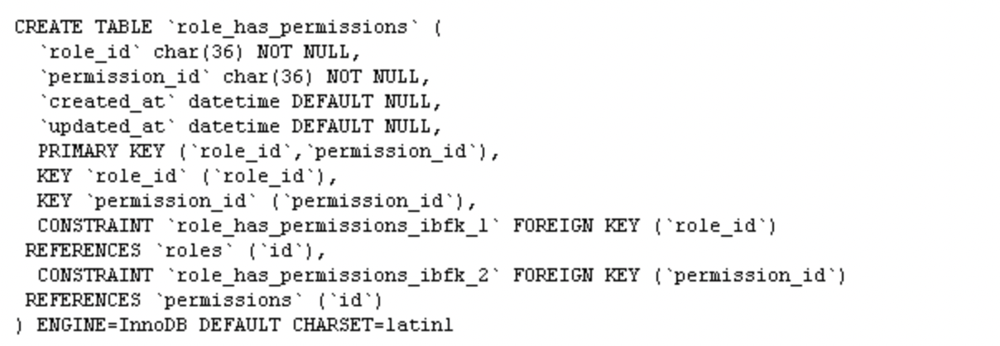 CREATE TABLE `role_has_permissions` (
`role_id` char(36) NOT NULL,
`permission_id` char(36) NOT NULL,
`created_at` datetime DEFAULT NULL,
`updated_at` datetime DEFAULT NULL,
PRIMARY KEY (`role_id`,`permission_id`),
KEY `role_id` (`role_id`),
KEY `permission_id` (`permission_id`),
CONSTRAINT `role_has_permissions_ibfk_1` FOREIGN KEY (`role_id`)
REFERENCES `roles` (`id`),
CONSTRAINT `role_has_permissions_ibfk_2` FOREIGN KEY (`permission_id`)
REFERENCES `permissions` (`id`)
) ENGINE=InnoDB DEFAULT CHARSET=latin1